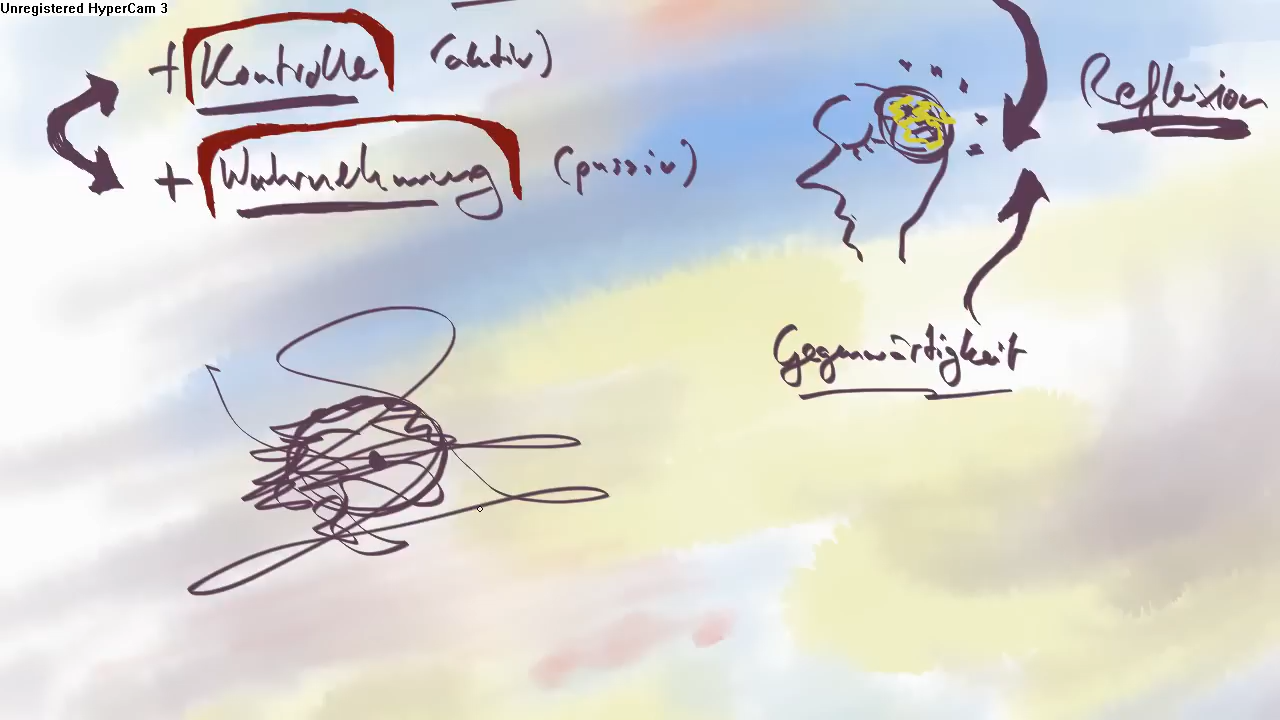 Unregistered HyperCam 3
+ Kontrolle (aktiv)
+ Wahrnehmung (passiv)
Reflexion
Gegenwärtigkeit